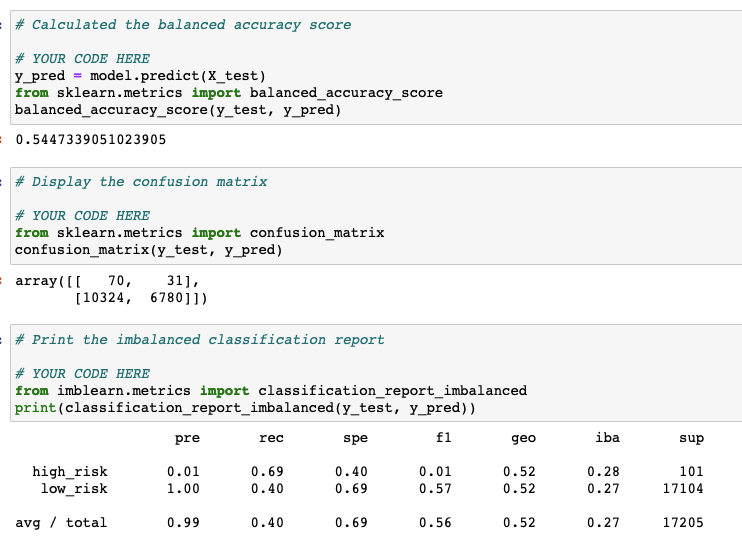 # Calculated the balanced accuracy score
# YOUR CODE HERE
y_pred = model.predict(X_test)
from sklearn.metrics import balanced_accuracy_score
balanced_accuracy_score(y_test, y_pred)
0.5447339051023905
# Display the confusion matrix
# YOUR CODE HERE
from sklearn.metrics import confusion_matrix
confusion_matrix(y_test, y_pred)
array([[   70,    31],
       [10324,  6780]])
# Print the imbalanced classification report
# YOUR CODE HERE
from imblearn.metrics import classification_report_imbalanced
print(classification_report_imbalanced(y_test, y_pred))
pre rec spe f1 geo iba sup
high_risk 0.01 0.69 0.40 0.01 0.52 0.28 101
low_risk 1.00 0.40 0.69 0.57 0.52 0.27 17104
avg / total 0.99 0.40 0.69 0.56 0.52 0.27 17205